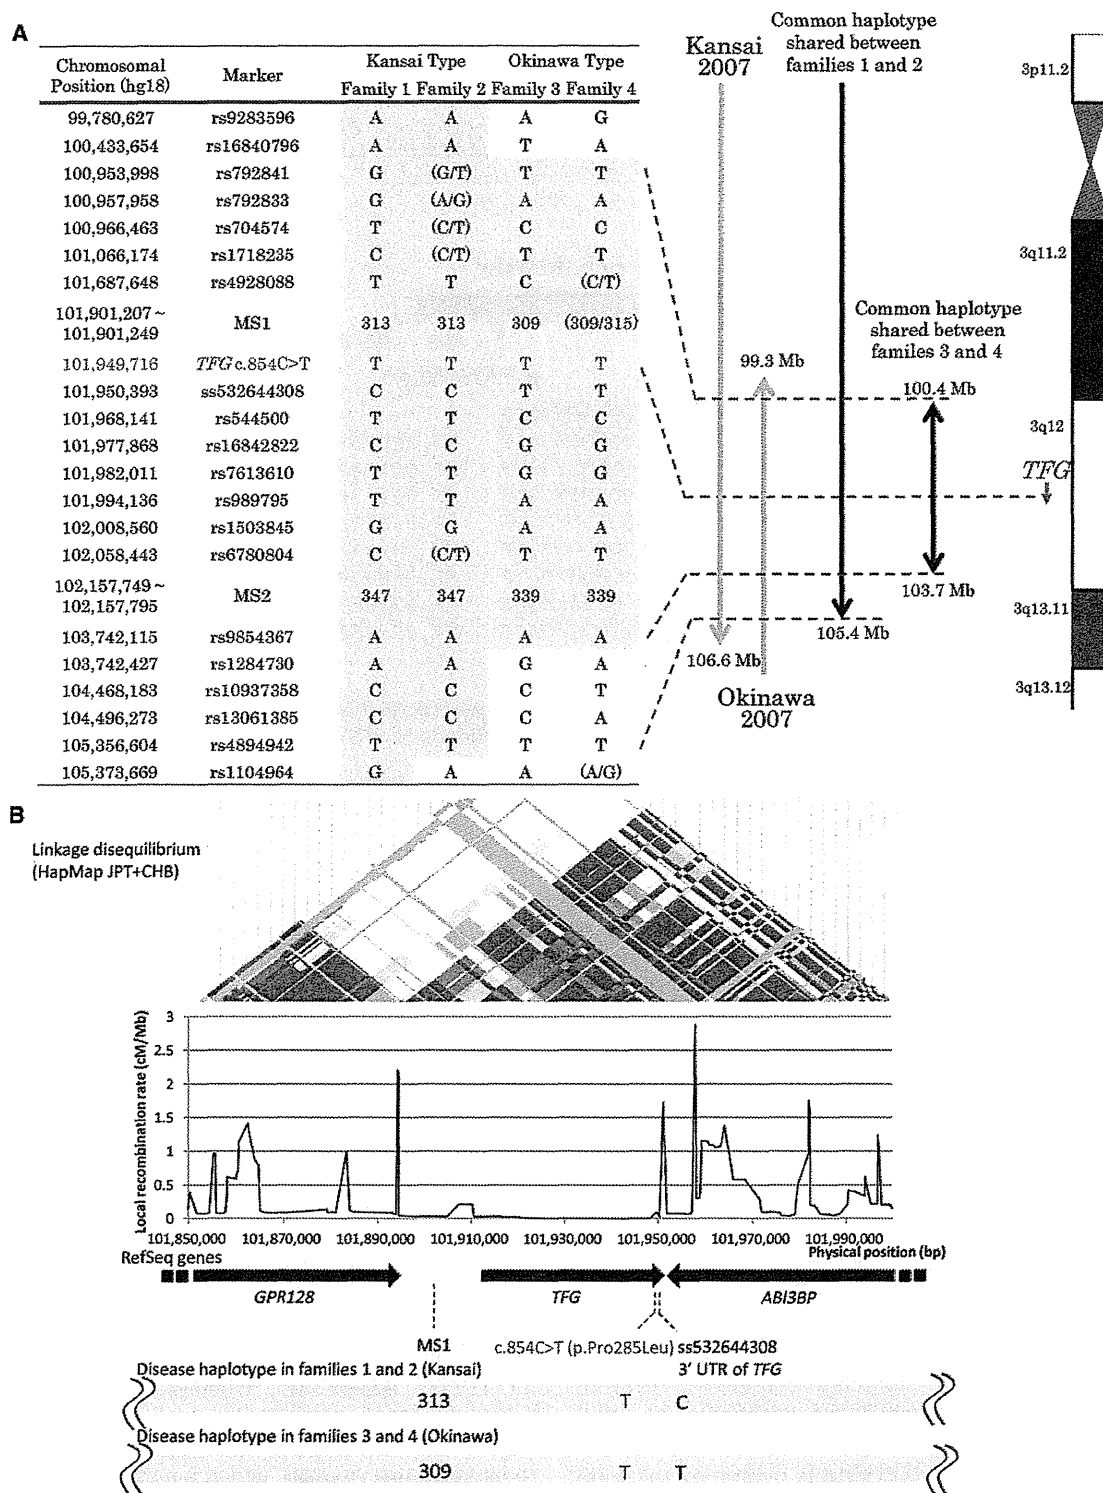 A
Chromosomal Position (hg18) Marker Kansai Type Okinawa Type
Family 1 Family 2 Family 3 Family 4
99,780,627 rs9283596 A A A G
100,433,654 rs16840796 A A T A
100,953,998 rs792841 G (G/T) T T
100,957,958 rs792833 G (A/G) A A
100,966,463 rs704574 T (C/T) C C
101,066,174 rs1718235 C (C/T) T T
101,687,648 rs4928088 T T C (C/T)
101,901,207~
101,901,249 MS1 313 313 309 (309/315)
101,949,716 TFG c.854C>T T T T T
101,950,393 ss532644308 C C T T
101,968,141 rs544500 T T C C
101,977,868 rs16842822 C C G G
101,982,011 rs7613610 T T G G
101,994,136 rs989795 T T A A
102,008,560 rs1503845 G G A A
102,058,443 rs6780804 C (C/T) T T
102,157,749~
102,157,795 MS2 347 347 339 339
103,742,115 rs9854367 A A A A
103,742,427 rs1284730 A A G A
104,468,183 rs10937358 C C C T
104,496,273 rs13061385 C C C A
105,356,604 rs4894942 T T T T
105,373,669 rs1104964 G A A (A/G)
Kansai
2007
Common haplotype
shared between
families 1 and 2
Common haplotype
shared between
familes 3 and 4
99.3 Mb
100.4 Mb
103.7 Mb
105.4 Mb
106.6 Mb
Okinawa
2007
3p11.2
3q11.2
3q12
TFG
3q13.11
3q13.12
B
Linkage disequilibrium
(HapMap JPT+CHB)
Local recombination rate (cM/Mb)
3
2.5
2
1.5
1
0.5
0
101,850,000 101,870,000 101,890,000 101,910,000 101,930,000 101,950,000 101,970,000 101,990,000
Physical position (bp)
RefSeq genes
GPR128 TFG ABI3BP
MS1 c.854C>T (p.Pro285Leu) ss532644308
3' UTR of TFG
Disease haplotype in families 1 and 2 (Kansai)
313 T C
Disease haplotype in families 3 and 4 (Okinawa)
309 T T